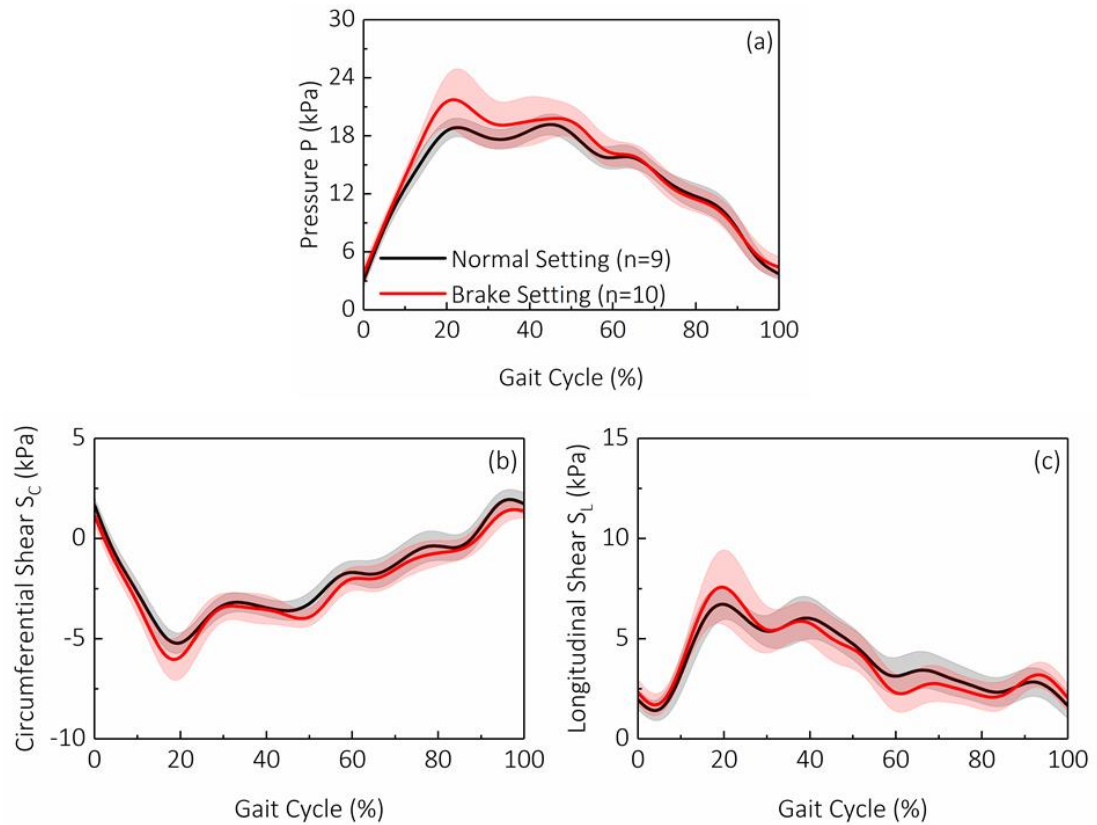 30
24
18
12
6
0
Pressure P (kPa)
(a)
Normal Setting (n=9)
Brake Setting (n=10)
0 20 40 60 80 100
Gait Cycle (%)
5
0
-5
-10
Circumferential Shear S_C (kPa)
(b)
0 20 40 60 80 100
Gait Cycle (%)
15
10
5
0
Longitudinal Shear S_L (kPa)
(c)
0 20 40 60 80 100
Gait Cycle (%)